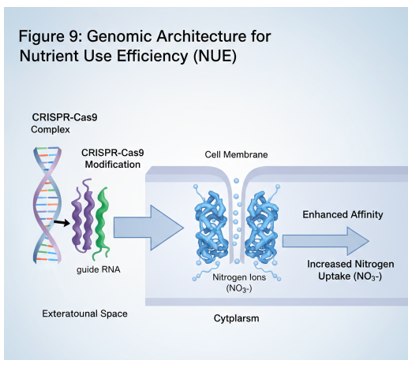 Figure 9: Genomic Architecture for
Nutrient Use Efficiency (NUE)
CRISPR-Cas9
Complex
CRISPR-Cas9
Modification
guide RNA
Exteratounal Space
Cell Membrane
Nitrogen Ions
(NO₃-)
Cytplarsm
Enhanced Affinity
Increased Nitrogen
Uptake (NO₃-)